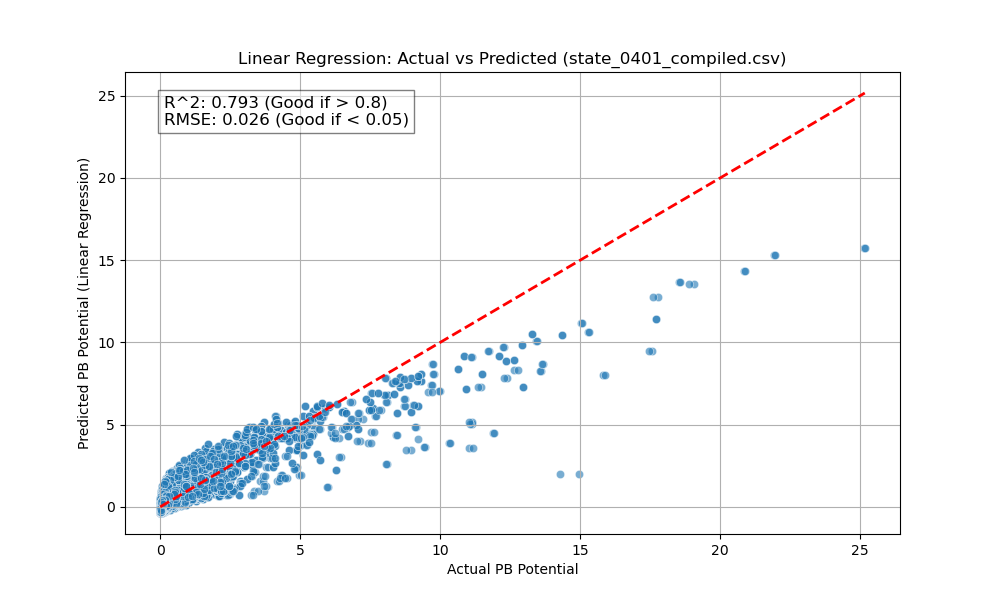 Linear Regression: Actual vs Predicted (state_0401_compiled.csv)
R^2: 0.793 (Good if > 0.8)
RMSE: 0.026 (Good if < 0.05)
Predicted PB Potential (Linear Regression)
25
20
15
10
5
0
0 5 10 15 20 25
Actual PB Potential